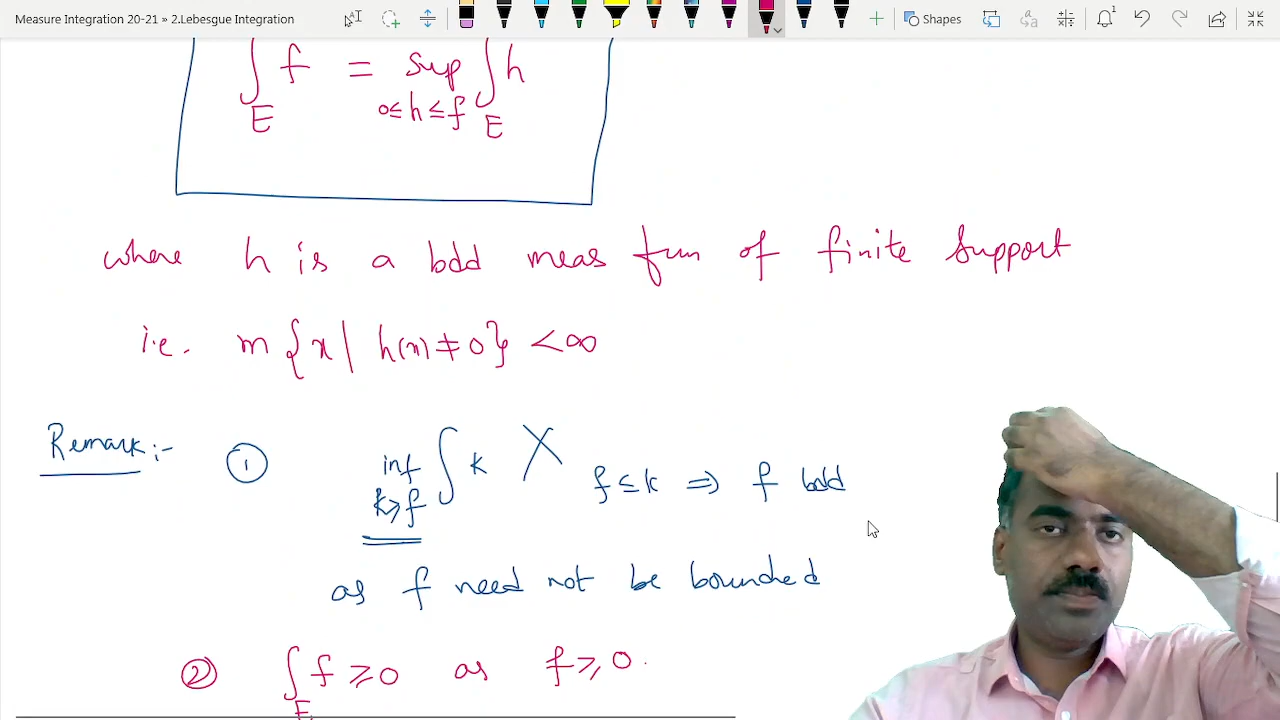 Measure Integration 20-21 » 2.Lebesgue Integration
Shapes
∫_E f = sup_{0≤h≤f} ∫_E h
where h is a bdd meas fun of finite support
i.e. m {x | h(x) ≠ 0} < ∞
Remark:- ① inf_{k≥f} ∫ k X f ≤ k ⇒ f bdd
as f need not be bounded
② ∫_E f ≥ 0 as f ≥ 0.